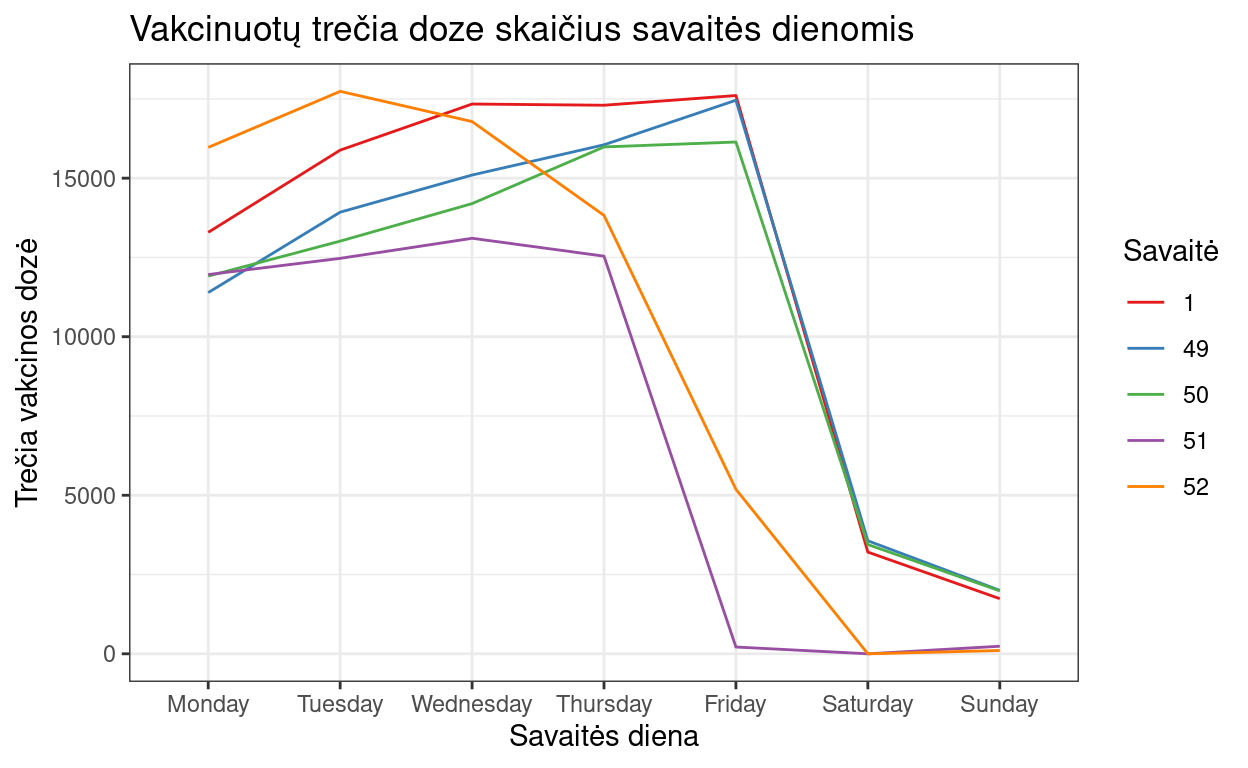 Vakcinuotų trečia doze skaičius savaitės dienomis
Trečia vakcinos dozė
15000
10000
5000
0
Monday Tuesday Wednesday Thursday Friday Saturday Sunday
Savaitės diena
Savaitė
1
49
50
51
52